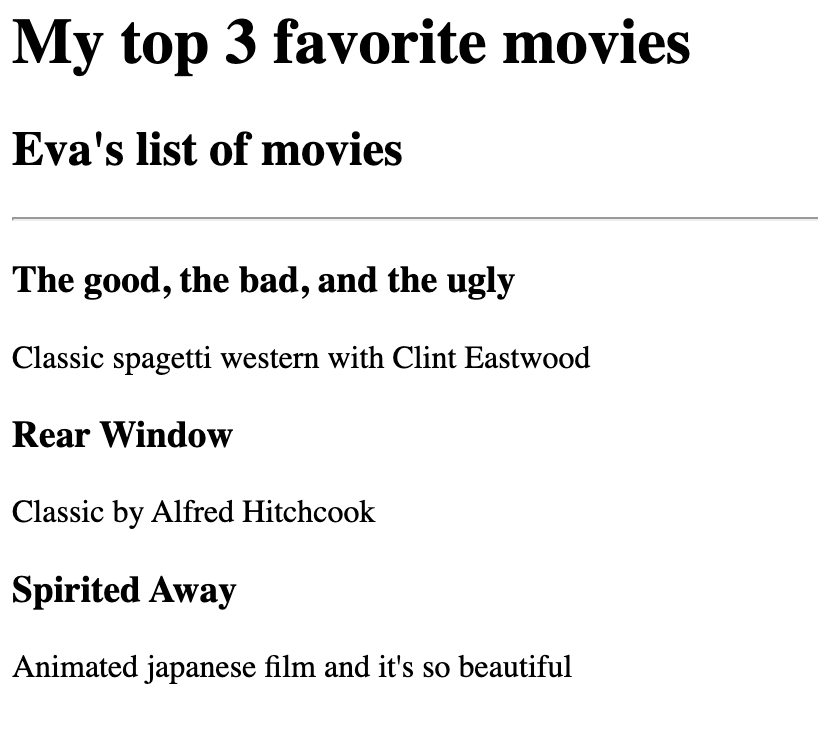 My top 3 favorite movies
Eva's list of movies
The good, the bad, and the ugly
Classic spagetti western with Clint Eastwood
Rear Window
Classic by Alfred Hitchcook
Spirited Away
Animated japanese film and it's so beautiful